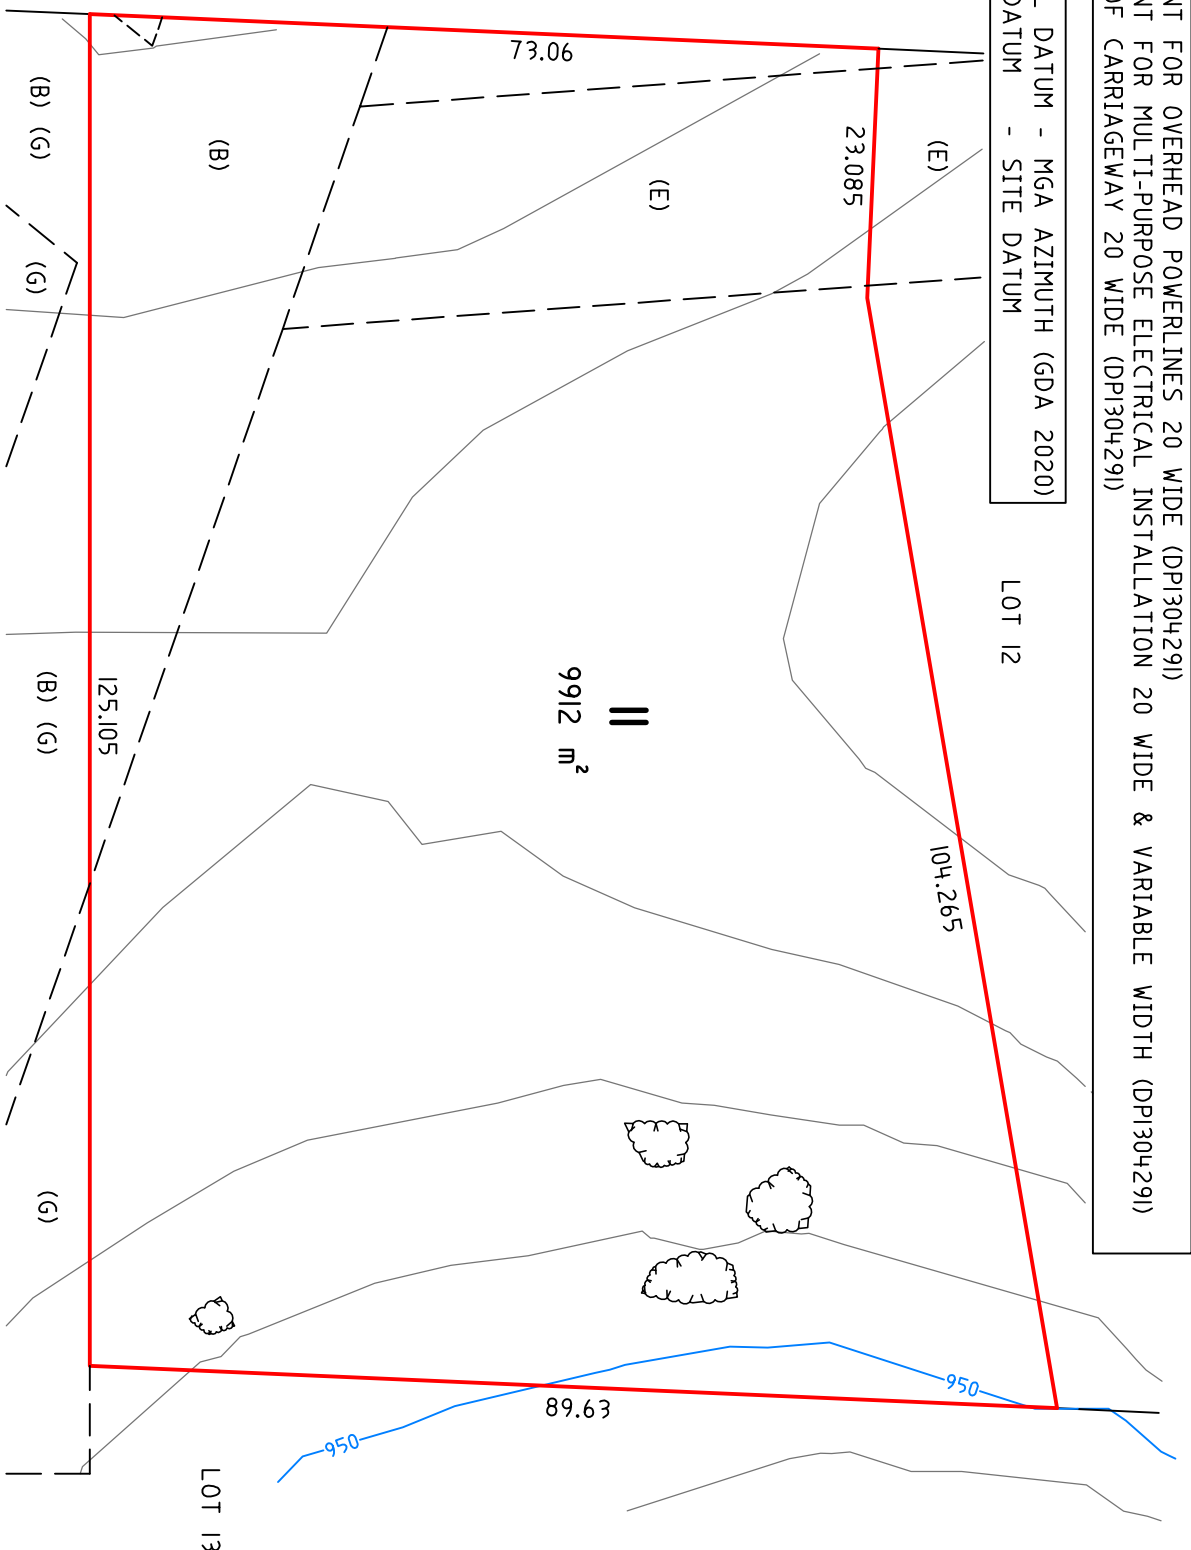 NT FOR OVERHEAD POWERLINES 20 WIDE (DP1304291)
NT FOR MULTI-PURPOSE ELECTRICAL INSTALLATION 20 WIDE & VARIABLE WIDTH (DP1304291)
OF CARRIAGEWAY 20 WIDE (DP1304291)
L DATUM - MGA AZIMUTH (GDA 2020)
DATUM - SITE DATUM
LOT 12
(E)
23.085
104.265
950
73.06
(E)
11
9912 m²
89.63
950
(B)
LOT 13
125.105
(B) (G)
(G)
(B) (G)
(G)